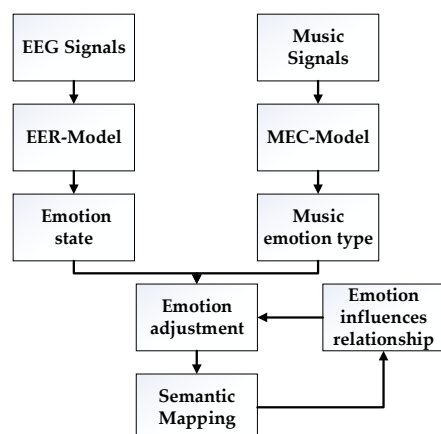 EEG Signals
Music
Signals
EER-Model
MEC-Model
Emotion
state
Music
emotion type
Emotion
adjustment
Emotion
influences
relationship
Semantic
Mapping